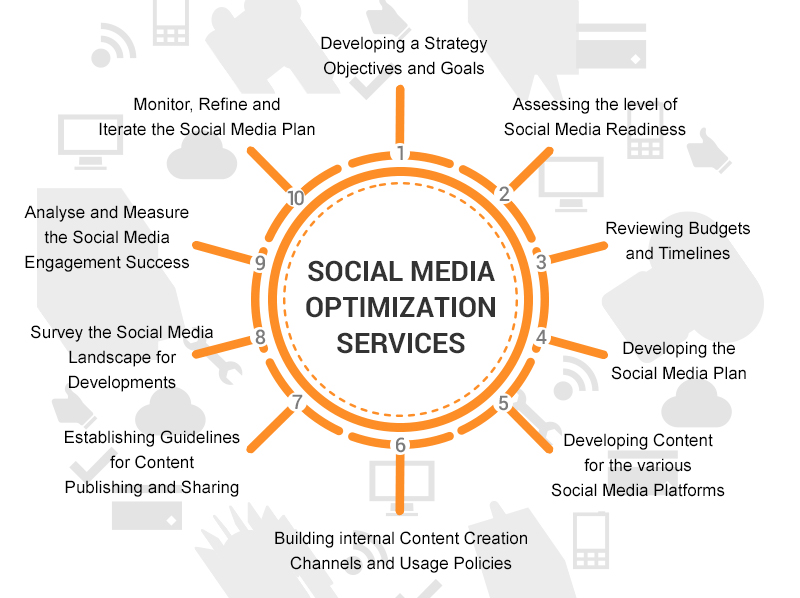 SOCIAL MEDIA
OPTIMIZATION
SERVICES
1
Developing a Strategy
Objectives and Goals
2
Assessing the level of
Social Media Readiness
3
Reviewing Budgets
and Timelines
4
Developing the
Social Media Plan
5
Developing Content
for the various
Social Media Platforms
6
Building internal Content Creation
Channels and Usage Policies
7
Establishing Guidelines
for Content
Publishing and Sharing
8
Survey the Social Media
Landscape for
Developments
9
Analyse and Measure
the Social Media
Engagement Success
10
Monitor, Refine and
Iterate the Social Media Plan